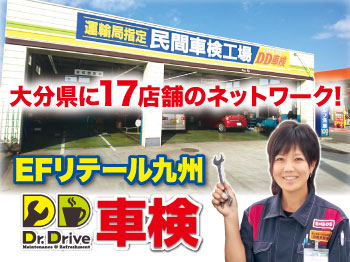 運輸局指定 民間車検工場 DD車検
大分県に17店舗のネットワーク!
EFリテール九州
Dr.Drive
Maintenance & Refreshment
車検
ENEOS